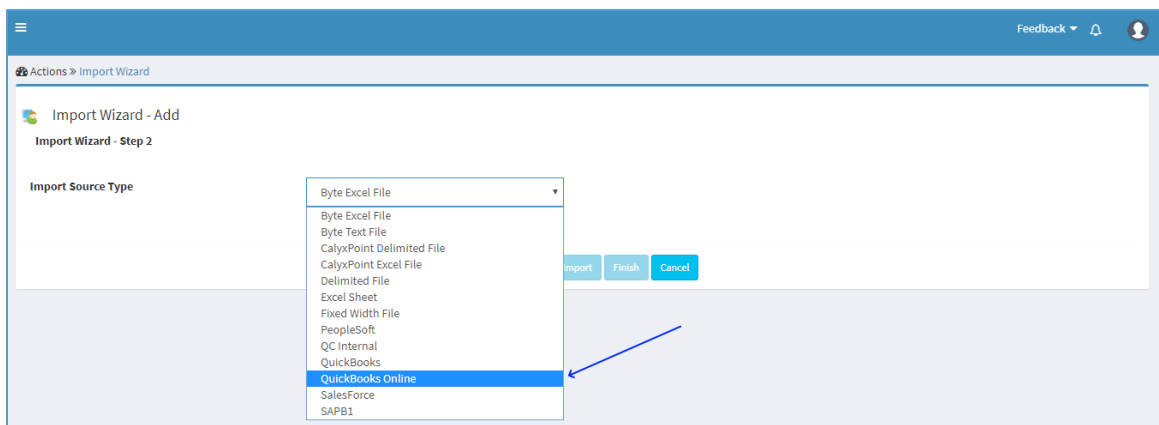 Feedback
Actions » Import Wizard
Import Wizard - Add
Import Wizard - Step 2
Import Source Type
Byte Excel File
Byte Excel File
Byte Text File
CalyxPoint Delimited File
CalyxPoint Excel File
Delimited File
Excel Sheet
Fixed Width File
PeopleSoft
QC Internal
QuickBooks
QuickBooks Online
SalesForce
SAPB1
Import Finish Cancel